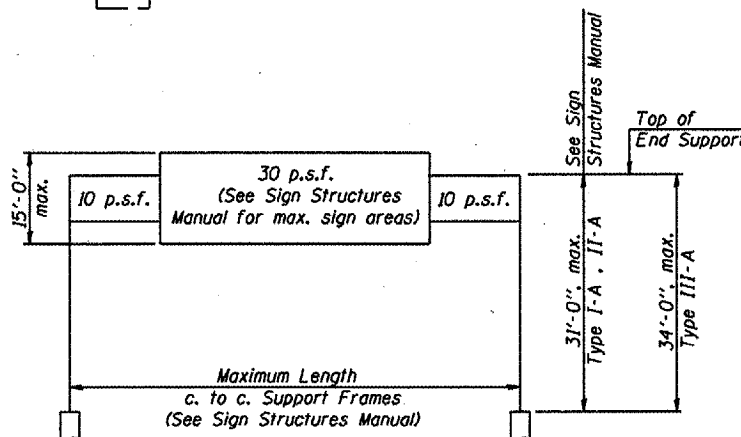 See Sign
Structures Manual
Top of
End Support
15'-0"
max.
10 p.s.f.
30 p.s.f.
(See Sign Structures
Manual for max. sign areas)
10 p.s.f.
31'-0", max.
Type I-A , II-A
34'-0", max.
Type III-A
Maximum Length
c. to c. Support Frames
(See Sign Structures Manual)